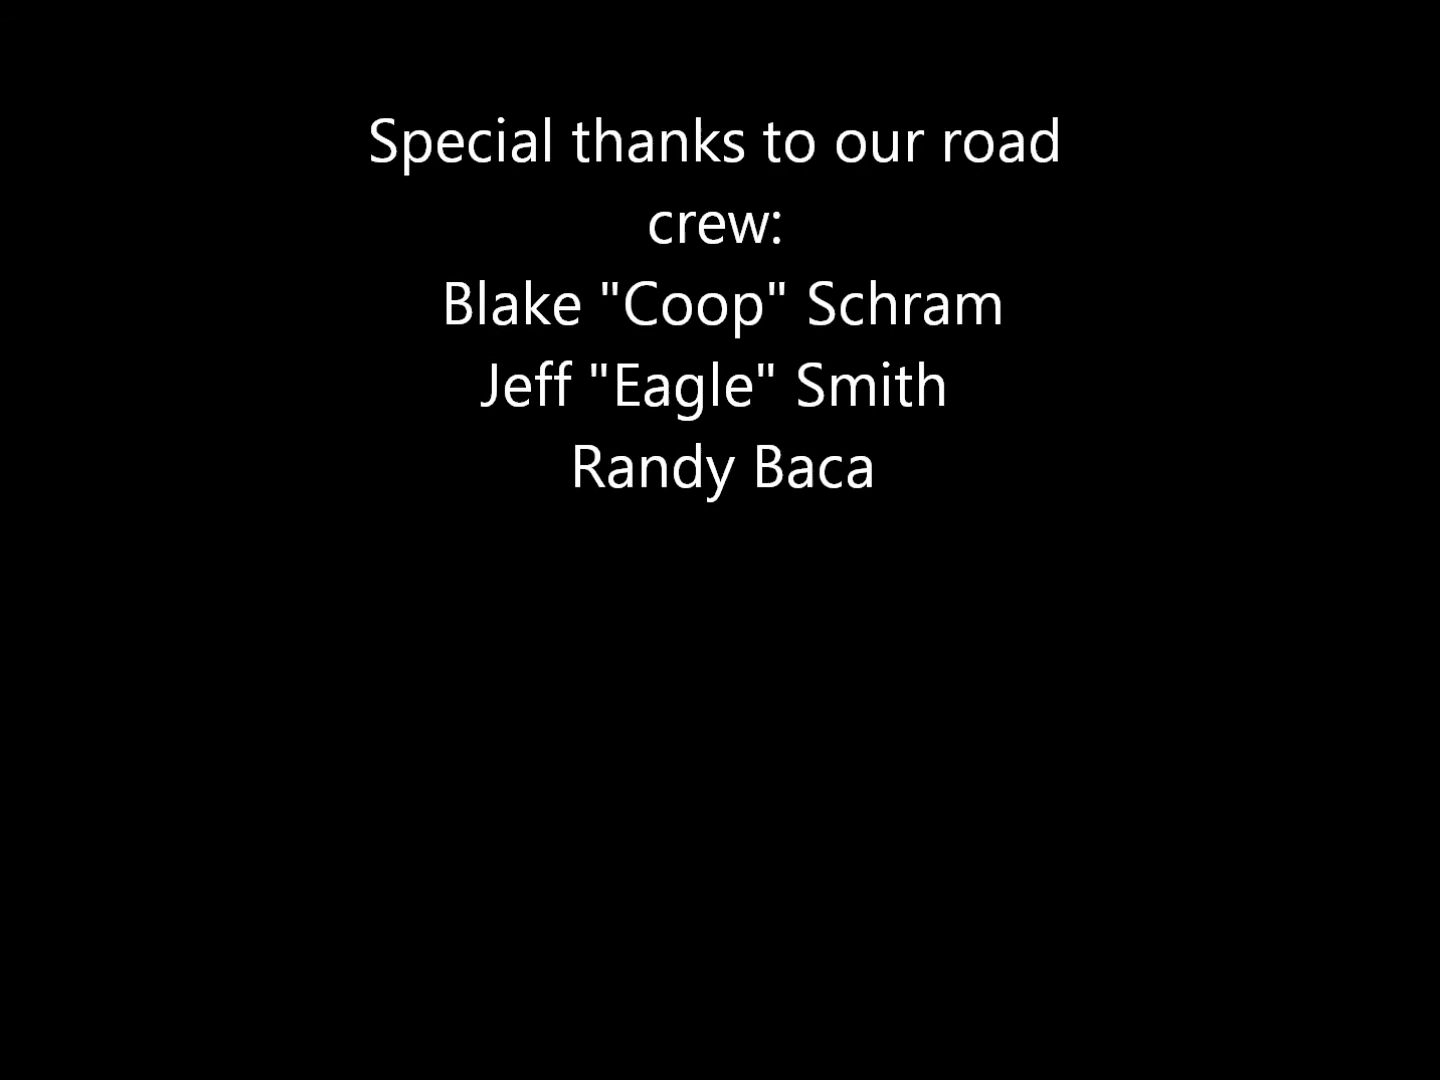 Special thanks to our road
crew:
Blake "Coop" Schram
Jeff "Eagle" Smith
Randy Baca